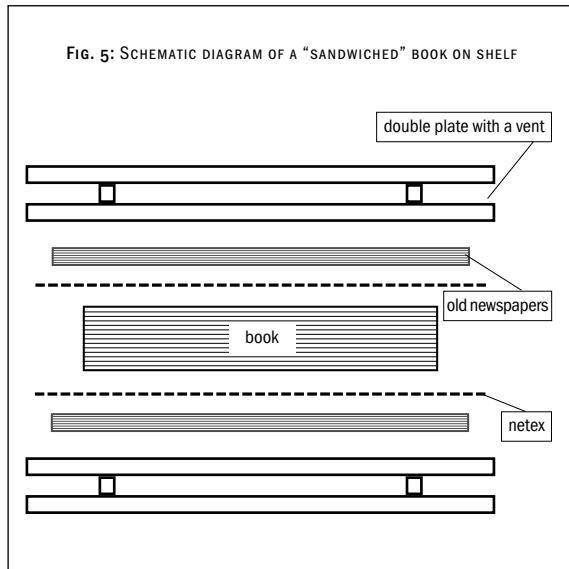 Fig. 5: Schematic diagram of a “sandwiched” book on shelf
double plate with a vent
old newspapers
book
netex